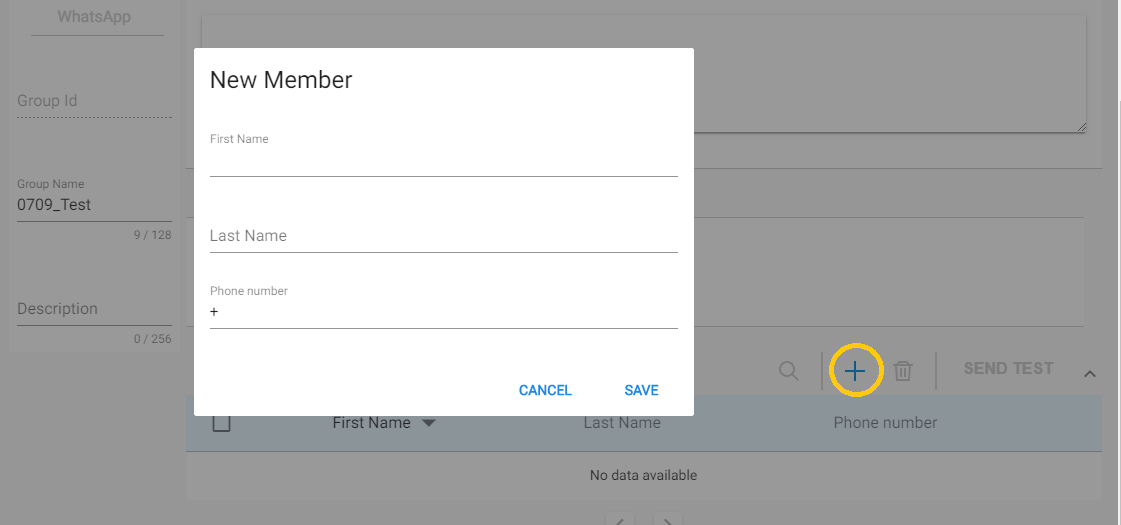 WhatsApp
Group Id
Group Name
0709_Test
9 / 128
Description
0 / 256
New Member
First Name
Last Name
Phone number
+
CANCEL
SAVE
SEND TEST
First Name
Last Name
Phone number
No data available